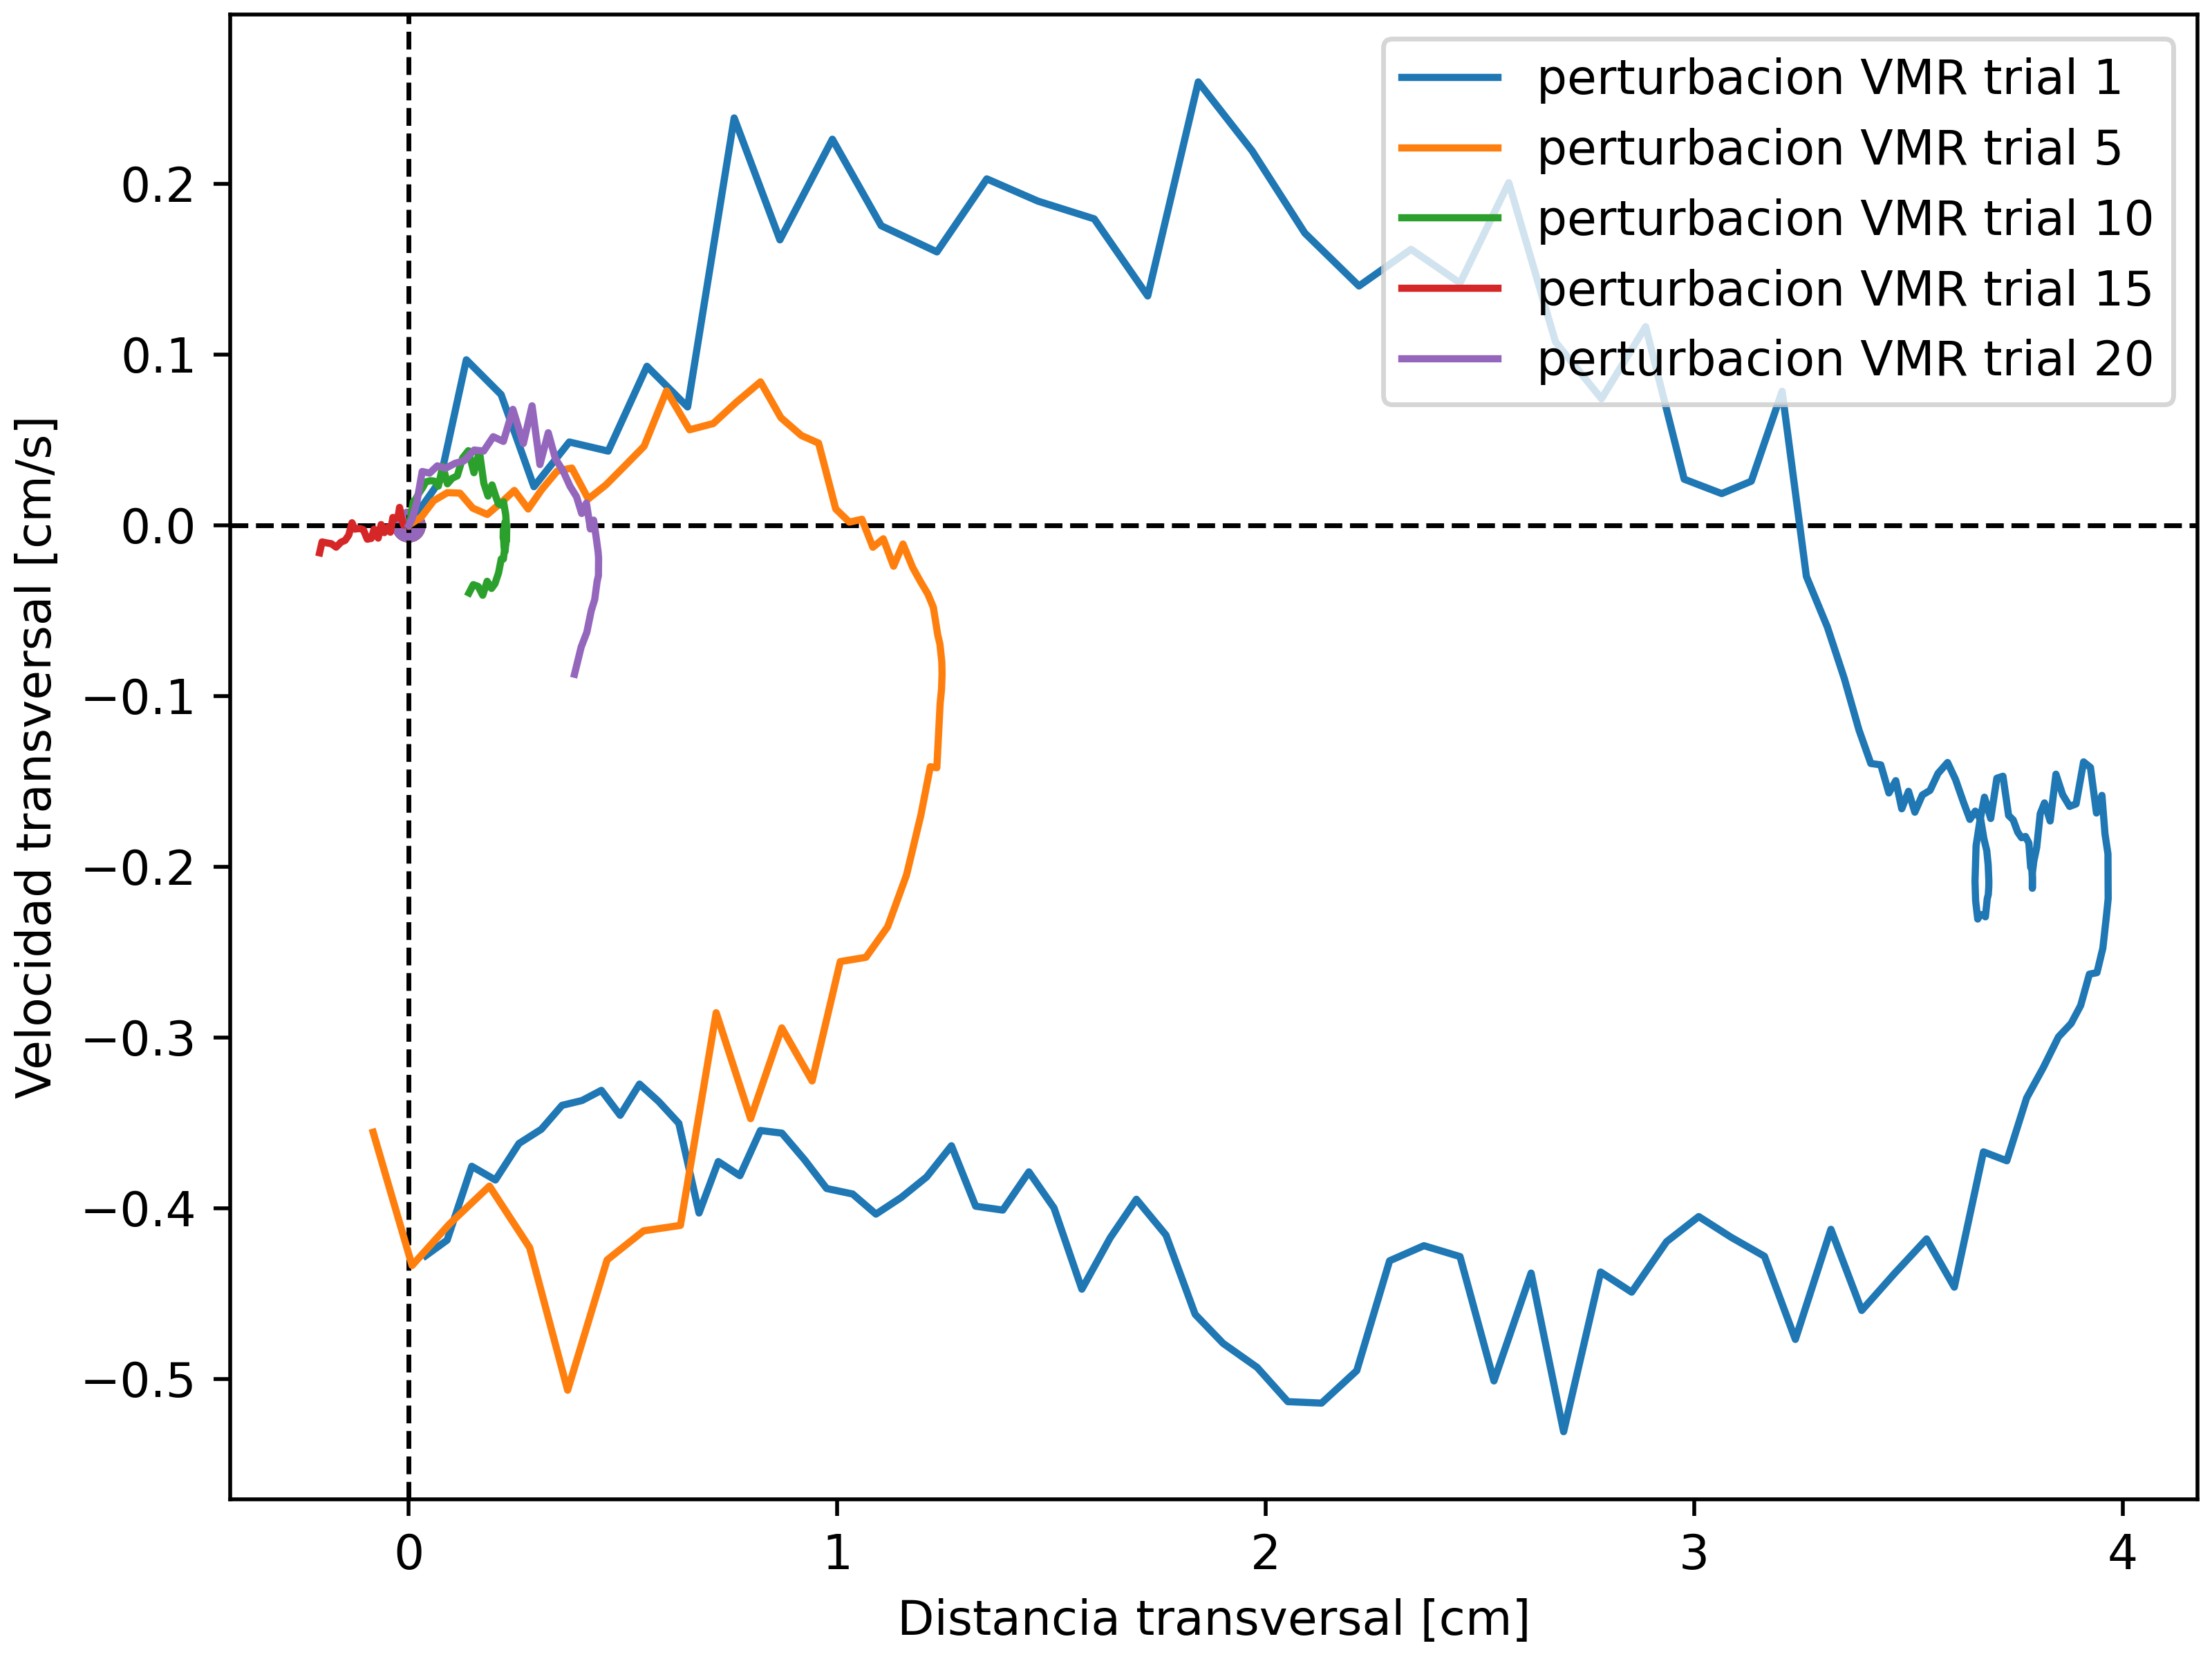 perturbacion VMR trial 1
perturbacion VMR trial 5
perturbacion VMR trial 10
perturbacion VMR trial 15
perturbacion VMR trial 20
Velocidad transversal [cm/s]
0.2
0.1
0.0
−0.1
−0.2
−0.3
−0.4
−0.5
0 1 2 3 4
Distancia transversal [cm]